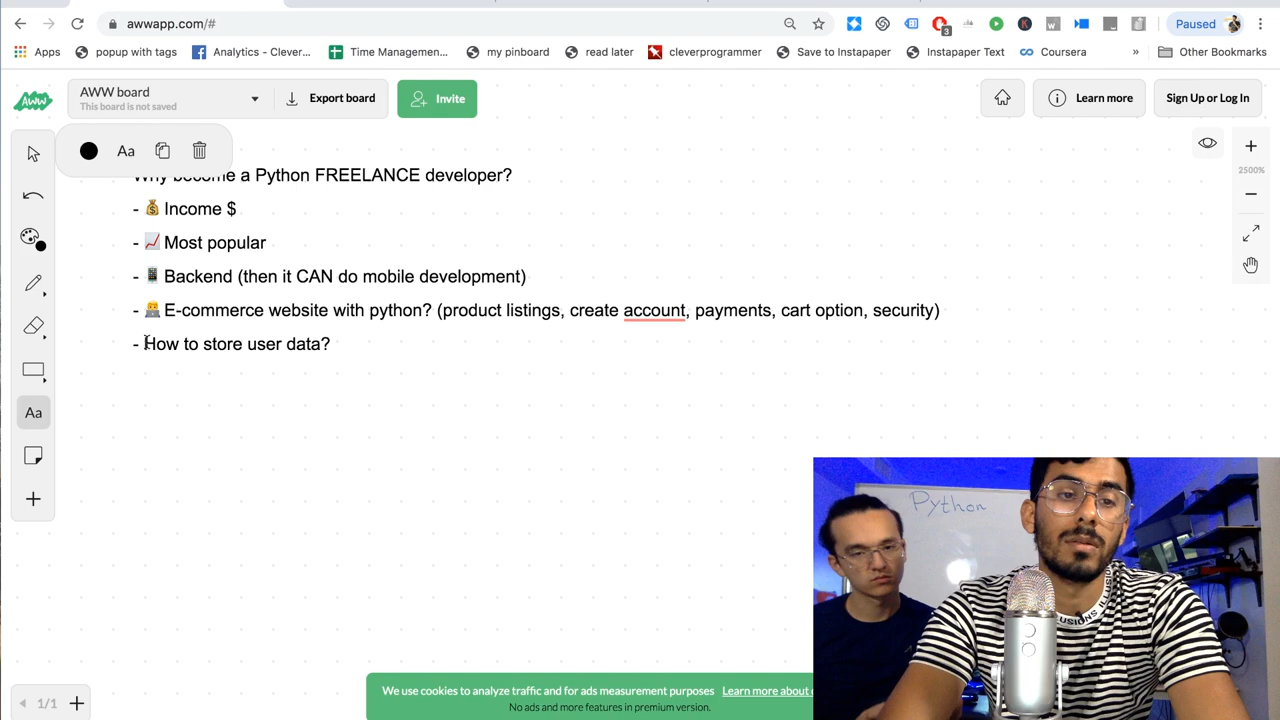 awwapp.com/#
3
Paused
Apps
popup with tags
Analytics - Clever...
Time Managemen...
my pinboard
read later
cleverprogrammer
Save to Instapaper
Instapaper Text
Coursera
»
Other Bookmarks
AWW
AWW board
This board is not saved
Export board
Invite
Learn more
Sign Up or Log In
Aa
2500%
Why become a Python FREELANCE developer?
- 💰 Income $
- 📈 Most popular
- 📱 Backend (then it CAN do mobile development)
- 👨‍💻 E-commerce website with python? (product listings, create account, payments, cart option, security)
- How to store user data?
Aa
Python
ILLUSIONS
We use cookies to analyze traffic and for ads measurement purposes Learn more about
No ads and more features in premium version.
1/1